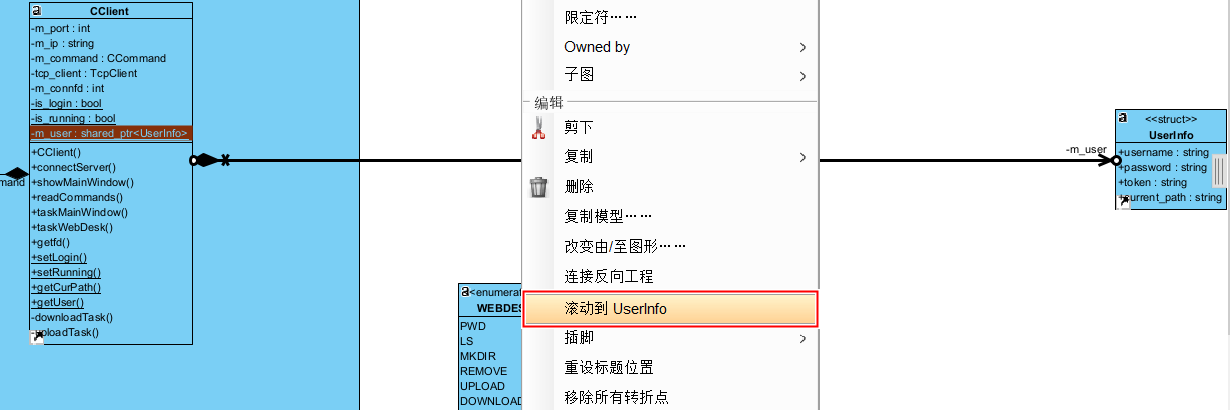 CClient
-m_port : int
-m_ip : string
-m_command : CCommand
-tcp_client : TcpClient
-m_connfd : int
-is_login : bool
-is_running : bool
-m_user : shared_ptr<UserInfo>
+CClient()
+connectServer()
+showMainWindow()
+readCommands()
+taskMainWindow()
+taskWebDesk()
+getfd()
+setLogin()
+setRunning()
+getCurPath()
+getUser()
-downloadTask()
-uploadTask()
mand
a
<enumerat
WEBDES
PWD
LS
MKDIR
REMOVE
UPLOAD
DOWNLOAD
限定符……
Owned by
子图
编辑
剪下
复制
删除
复制模型……
改变由/至图形……
连接反向工程
滚动到 UserInfo
插脚
重设标题位置
移除所有转折点
-m_user
a
<<struct>>
UserInfo
+username : string
+password : string
+token : string
+current_path : string